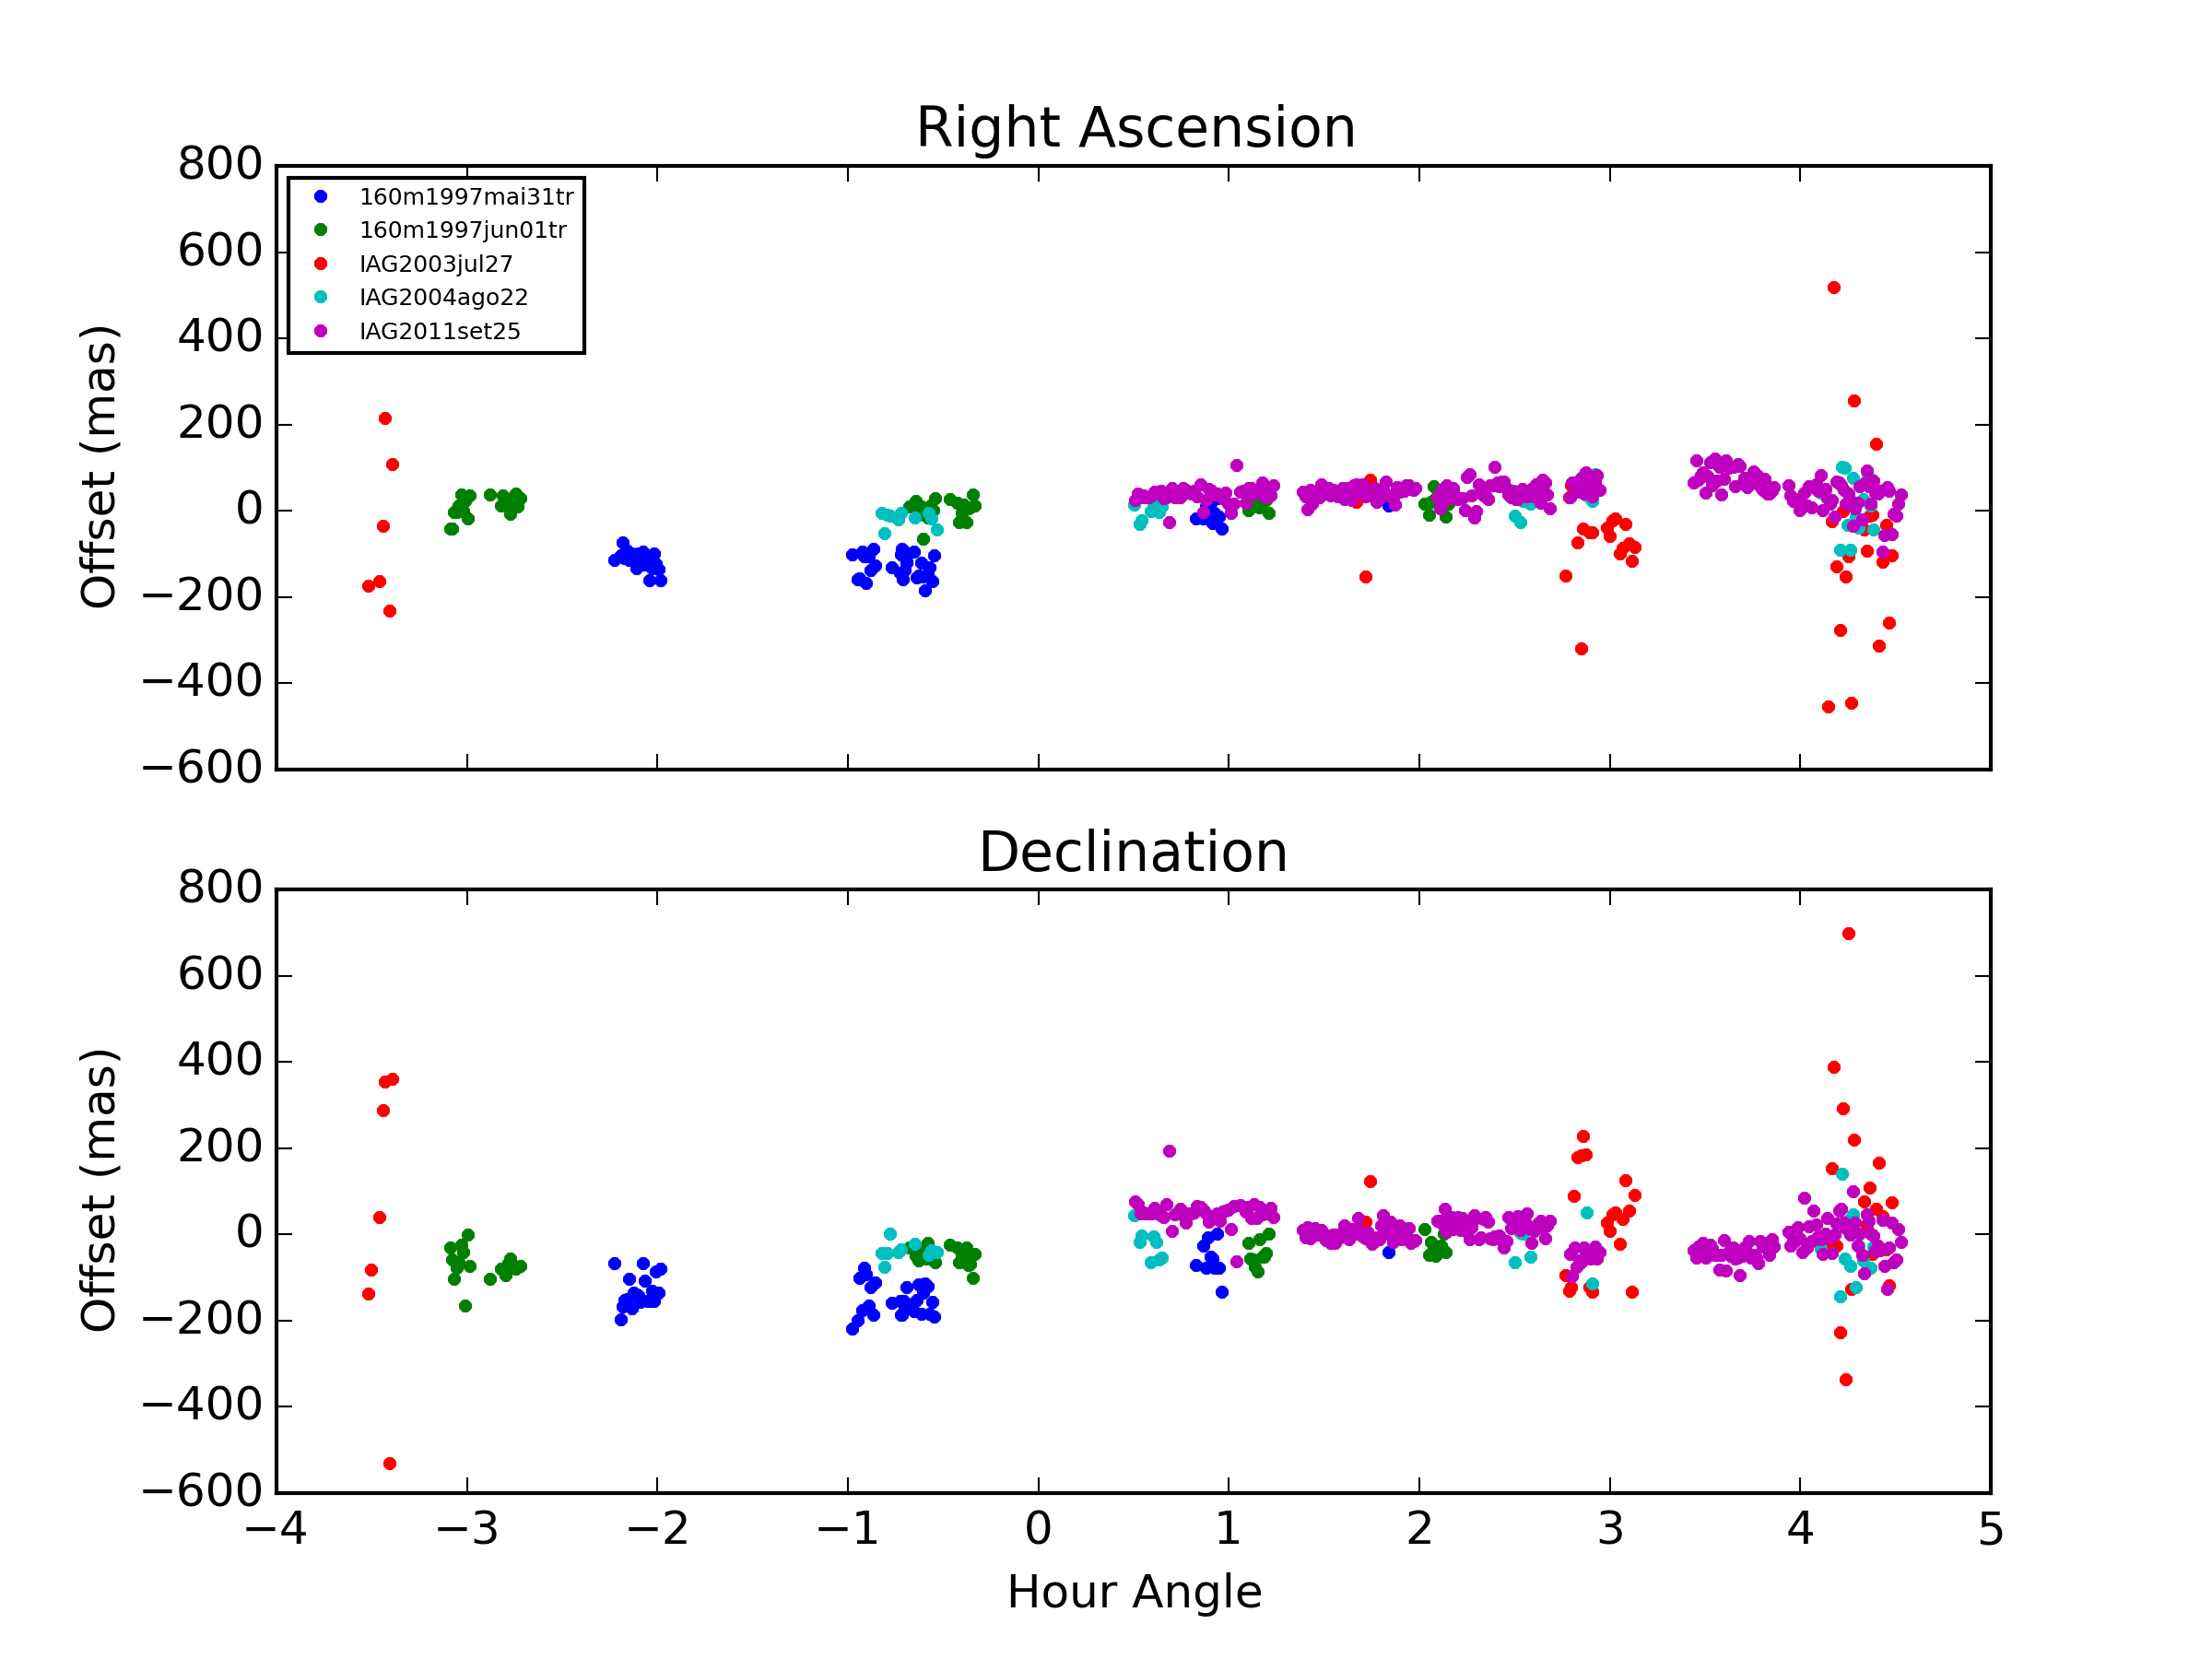 Right Ascension
800
600
400
200
0
−200
−400
−600
Offset (mas)
160m1997mai31tr
160m1997jun01tr
IAG2003jul27
IAG2004ago22
IAG2011set25
Declination
800
600
400
200
0
−200
−400
−600
Offset (mas)
−4 −3 −2 −1 0 1 2 3 4 5
Hour Angle